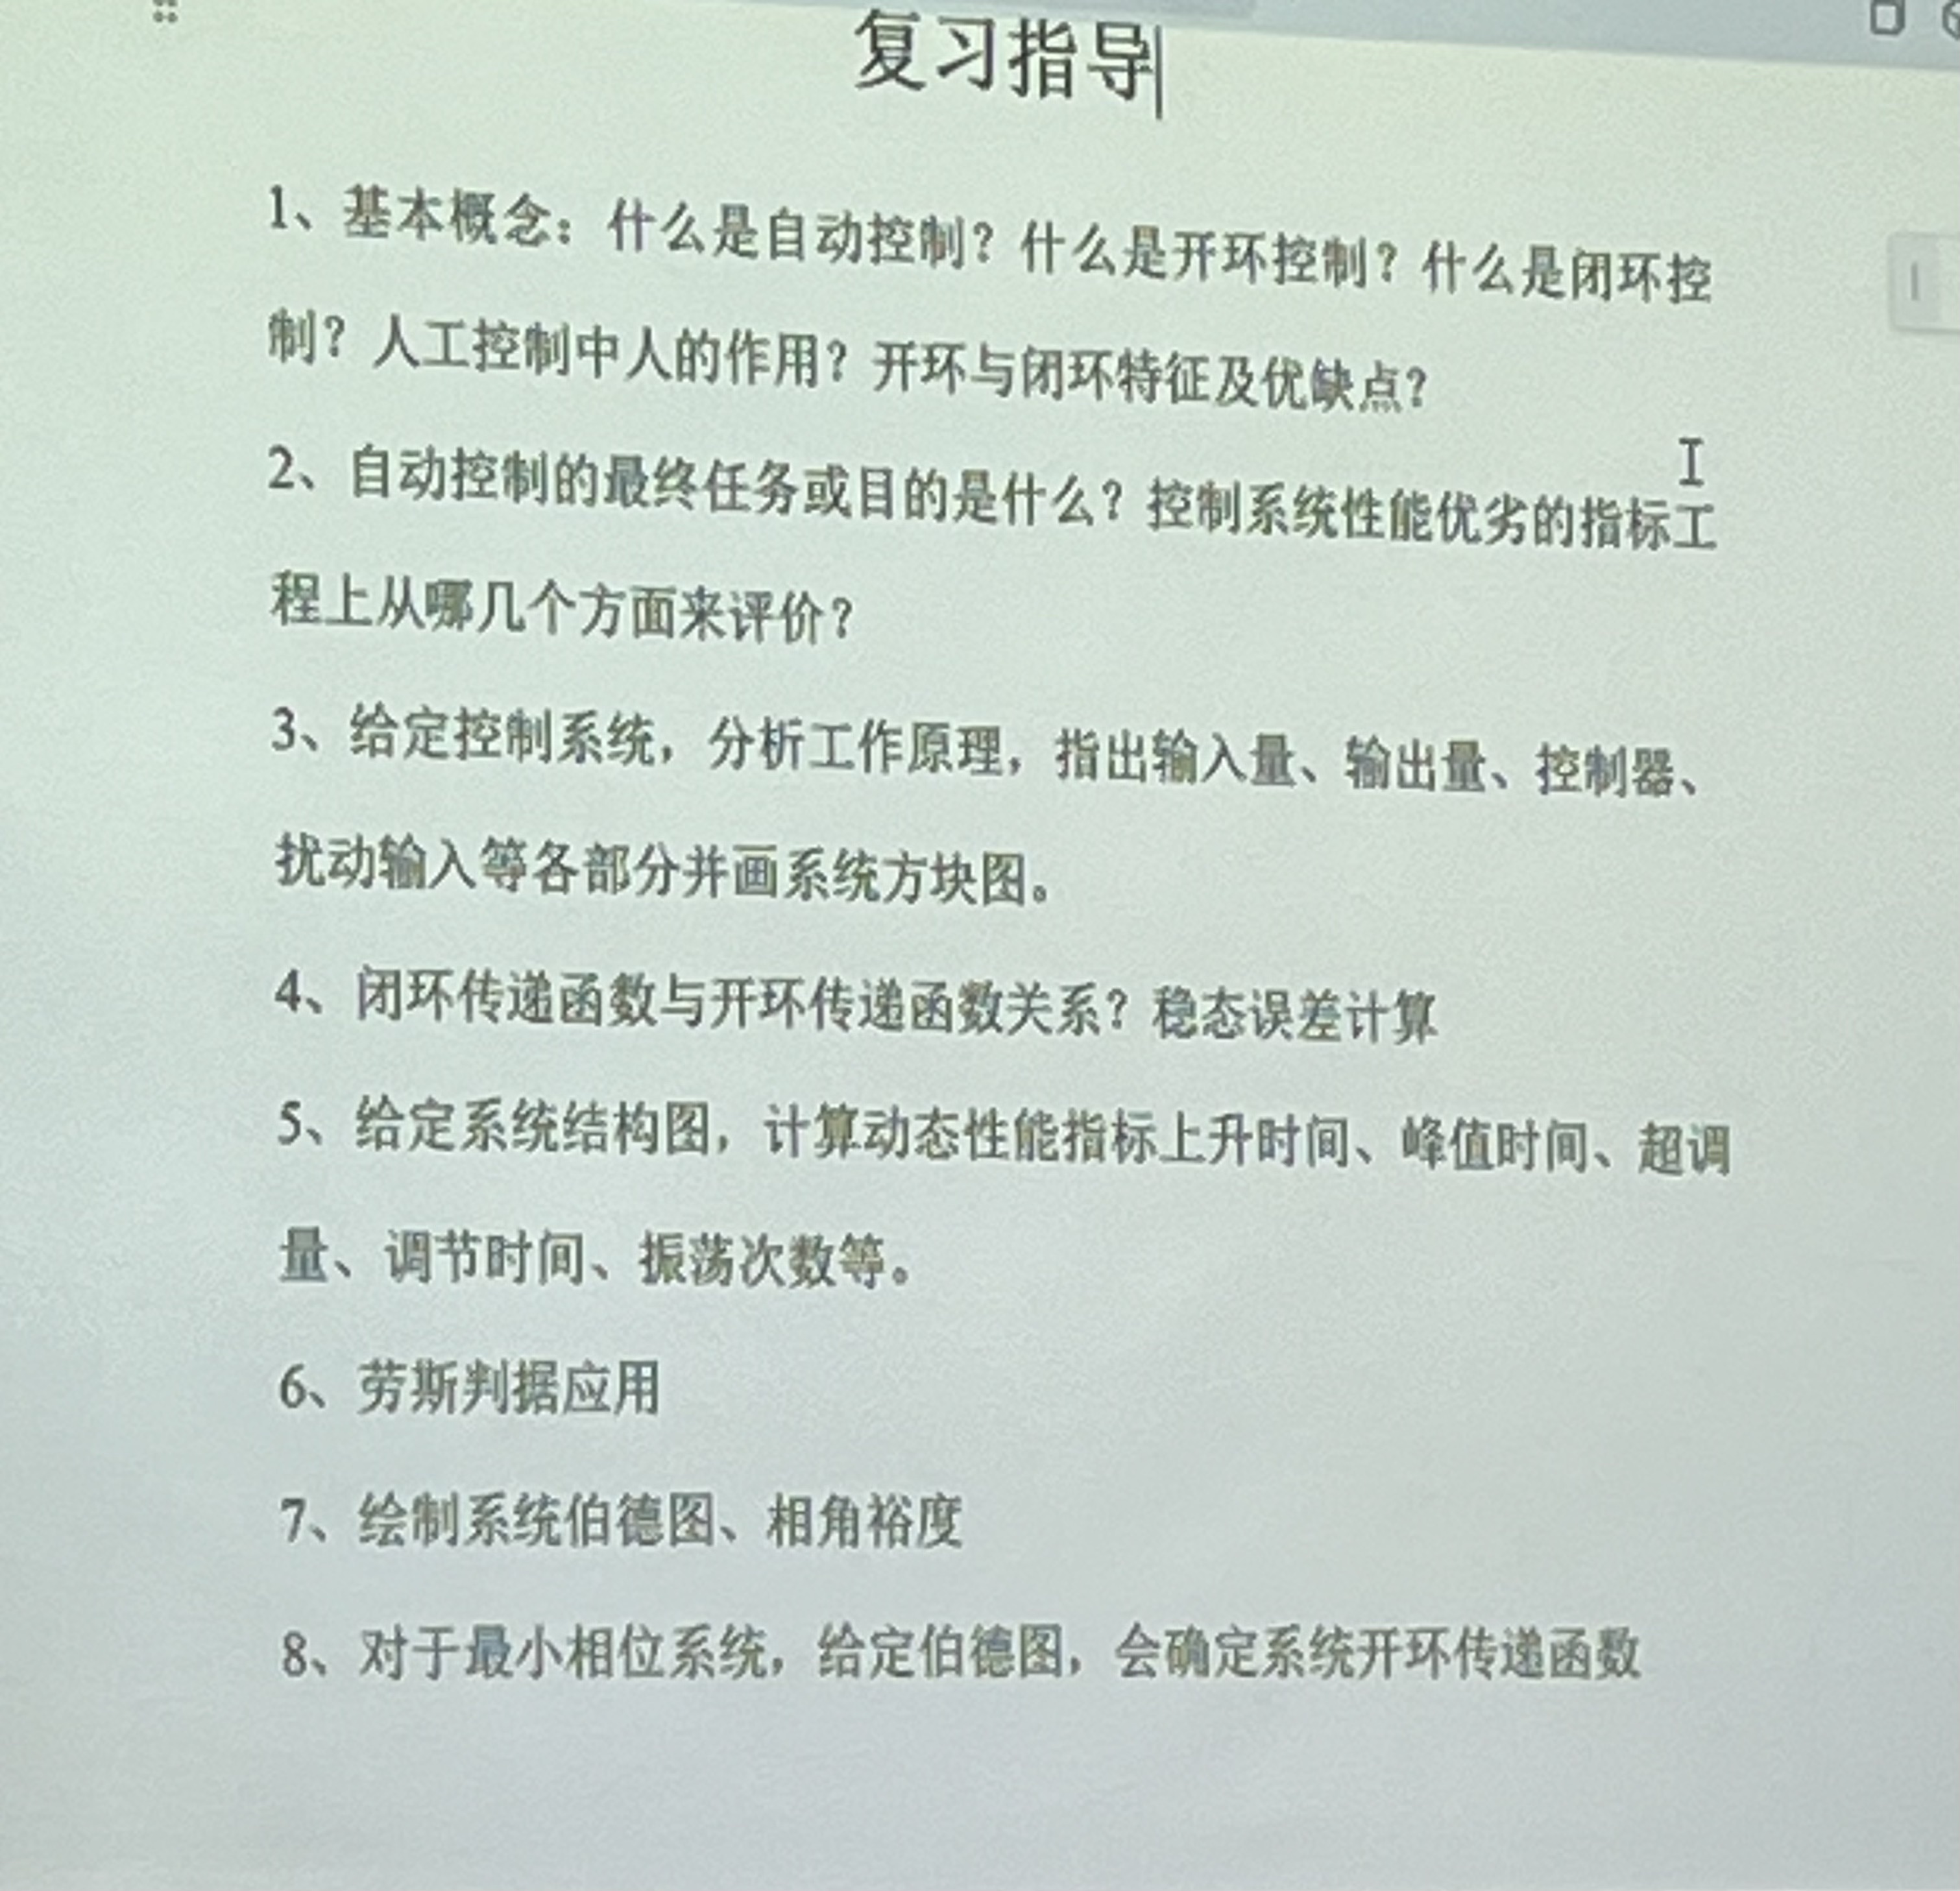 复习指导
1、基本概念：什么是自动控制？什么是开环控制？什么是闭环控
制？人工控制中人的作用？开环与闭环特征及优缺点？
2、自动控制的最终任务或目的是什么？控制系统性能优劣的指标工
程上从哪几个方面来评价？
3、给定控制系统，分析工作原理，指出输入量、输出量、控制器、
扰动输入等各部分并画系统方块图。
4、闭环传递函数与开环传递函数关系？稳态误差计算
5、给定系统结构图，计算动态性能指标上升时间、峰值时间、超调
量、调节时间、振荡次数等。
6、劳斯判据应用
7、绘制系统伯德图、相角裕度
8、对于最小相位系统，给定伯德图，会确定系统开环传递函数